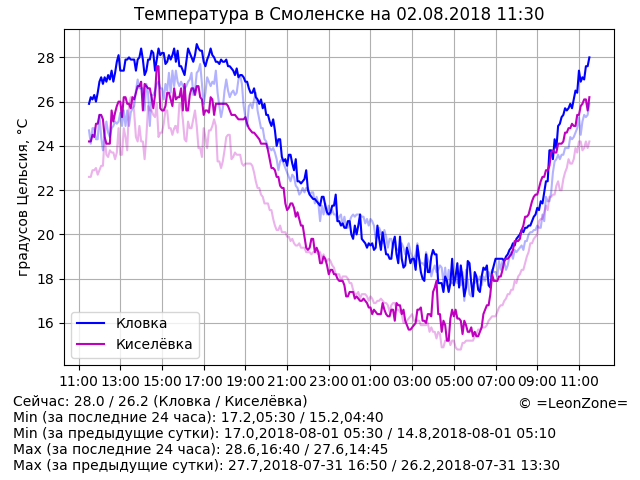 Температура в Смоленске на 02.08.2018 11:30
градусов Цельсия, °C
28
26
24
22
20
18
16
Кловка
Киселёвка
11:00 13:00 15:00 17:00 19:00 21:00 23:00 01:00 03:00 05:00 07:00 09:00 11:00
Сейчас: 28.0 / 26.2 (Кловка / Киселёвка)
© =LeonZone=
Min (за последние 24 часа): 17.2,05:30 / 15.2,04:40
Min (за предыдущие сутки): 17.0,2018-08-01 05:30 / 14.8,2018-08-01 05:10
Max (за последние 24 часа): 28.6,16:40 / 27.6,14:45
Max (за предыдущие сутки): 27.7,2018-07-31 16:50 / 26.2,2018-07-31 13:30